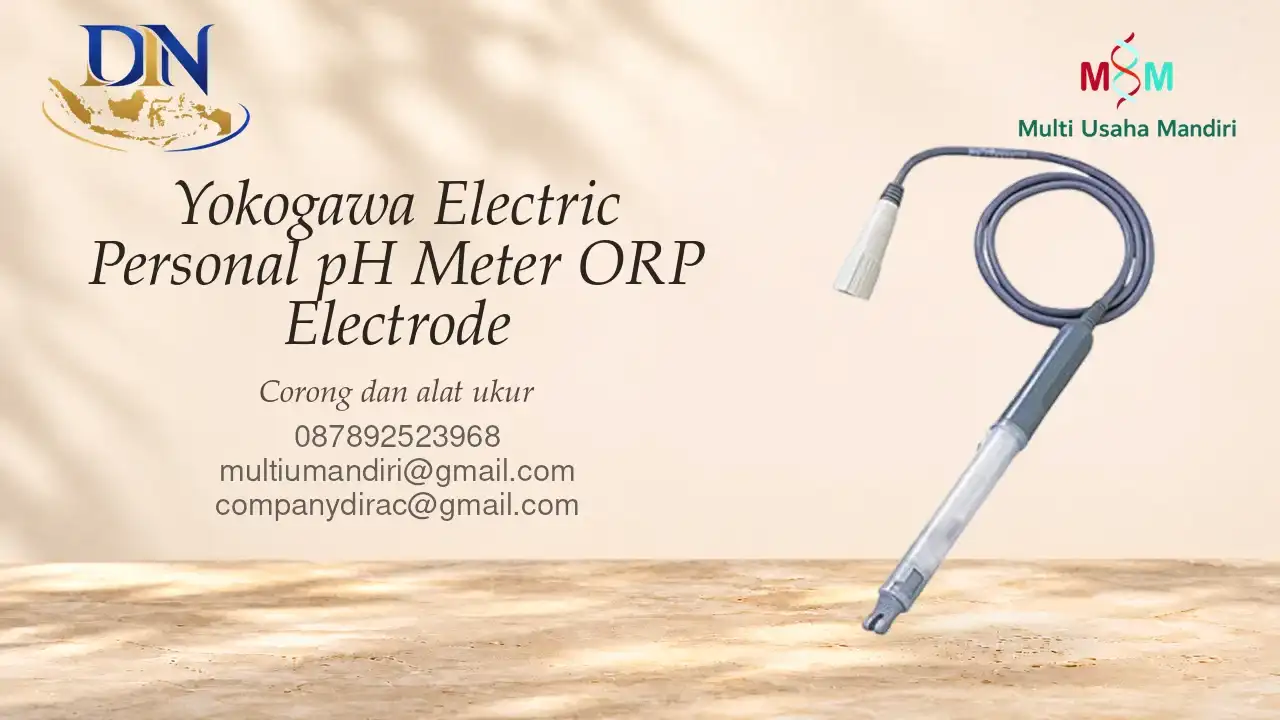 DIN
M M
Multi Usaha Mandiri
Yokogawa Electric
Personal pH Meter ORP
Electrode
Corong dan alat ukur
087892523968
multiumandiri@gmail.com
companydirac@gmail.com